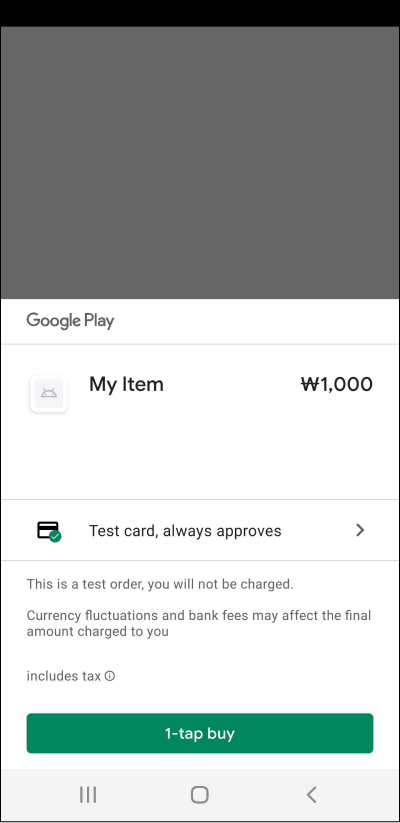 Google Play
My Item ₩1,000
Test card, always approves
This is a test order, you will not be charged.
Currency fluctuations and bank fees may affect the final
amount charged to you
includes tax
1-tap buy